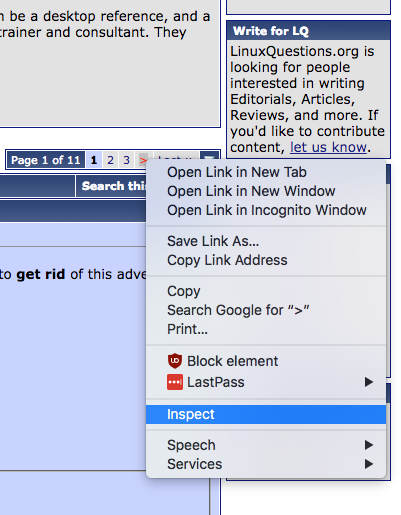 n be a desktop reference, and a
trainer and consultant. They
Write for LQ
LinuxQuestions.org is
looking for people
interested in writing
Editorials, Articles,
Reviews, and more. If
you'd like to contribute
content, let us know.
Page 1 of 11 1 2 3 > Last »
Search this
to get rid of this adve
Open Link in New Tab
Open Link in New Window
Open Link in Incognito Window
Save Link As...
Copy Link Address
Copy
Search Google for “>”
Print...
Block element
LastPass
Inspect
Speech
Services